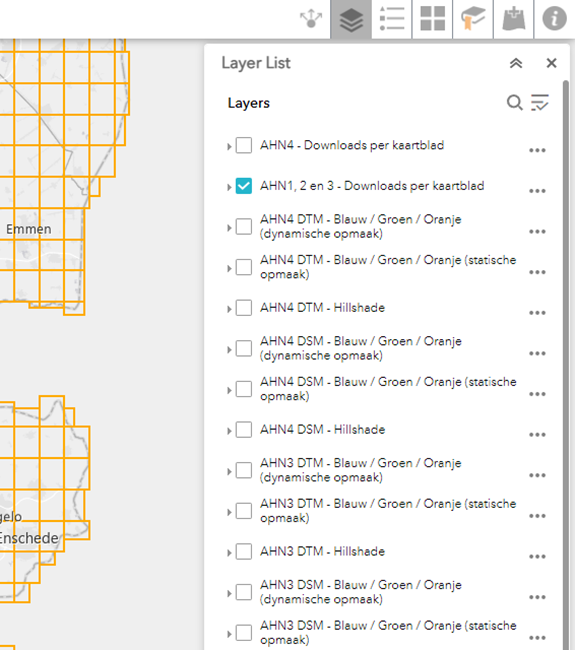 Layer List
Layers
AHN4 - Downloads per kaartblad
AHN1, 2 en 3 - Downloads per kaartblad
AHN4 DTM - Blauw / Groen / Oranje
(dynamische opmaak)
AHN4 DTM - Blauw / Groen / Oranje (statische
opmaak)
AHN4 DTM - Hillshade
AHN4 DSM - Blauw / Groen / Oranje
(dynamische opmaak)
AHN4 DSM - Blauw / Groen / Oranje (statische
opmaak)
AHN4 DSM - Hillshade
AHN3 DTM - Blauw / Groen / Oranje
(dynamische opmaak)
AHN3 DTM - Blauw / Groen / Oranje (statische
opmaak)
AHN3 DTM - Hillshade
AHN3 DSM - Blauw / Groen / Oranje
(dynamische opmaak)
AHN3 DSM - Blauw / Groen / Oranje (statische
opmaak)
Emmen
gelo
Enschede